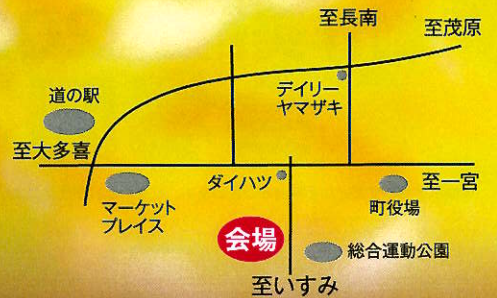 至長南
至茂原
デイリー
ヤマザキ
道の駅
至大多喜
ダイハツ
至一宮
マーケット
プレイス
町役場
会場
総合運動公園
至いすみ